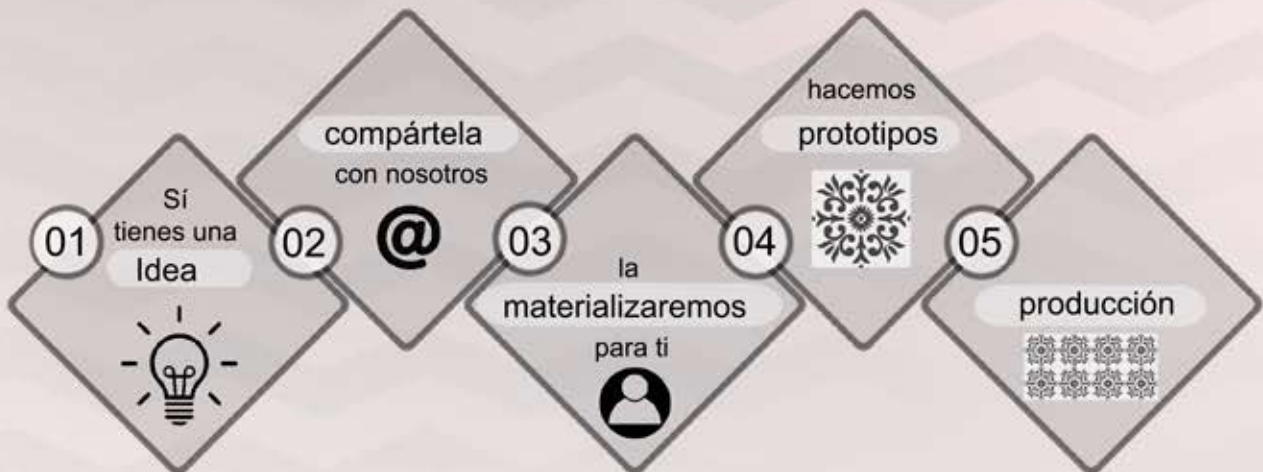 01
Sí
tienes una
Idea
02
compártela
con nosotros
@
03
la
materializaremos
para ti
04
hacemos
prototipos
05
producción